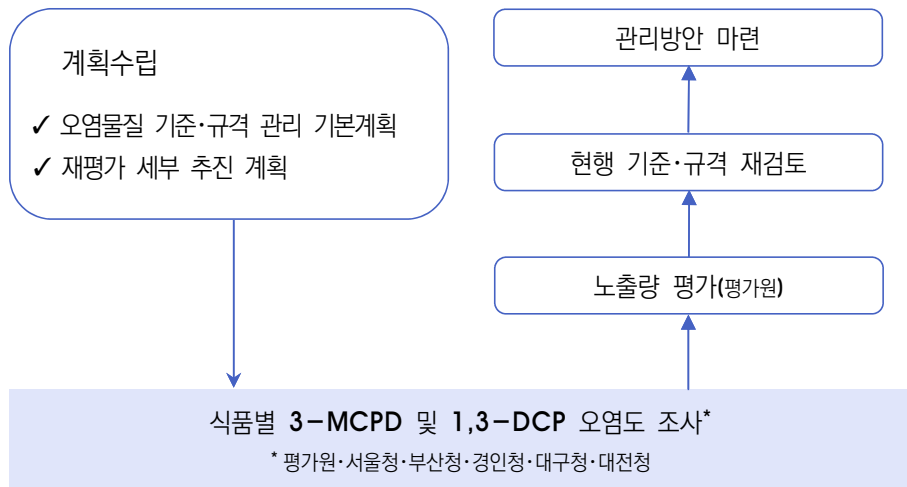 계획수립
✓ 오염물질 기준·규격 관리 기본계획
✓ 재평가 세부 추진 계획
관리방안 마련
현행 기준·규격 재검토
노출량 평가(평가원)
식품별 3-MCPD 및 1,3-DCP 오염도 조사*
* 평가원·서울청·부산청·경인청·대구청·대전청